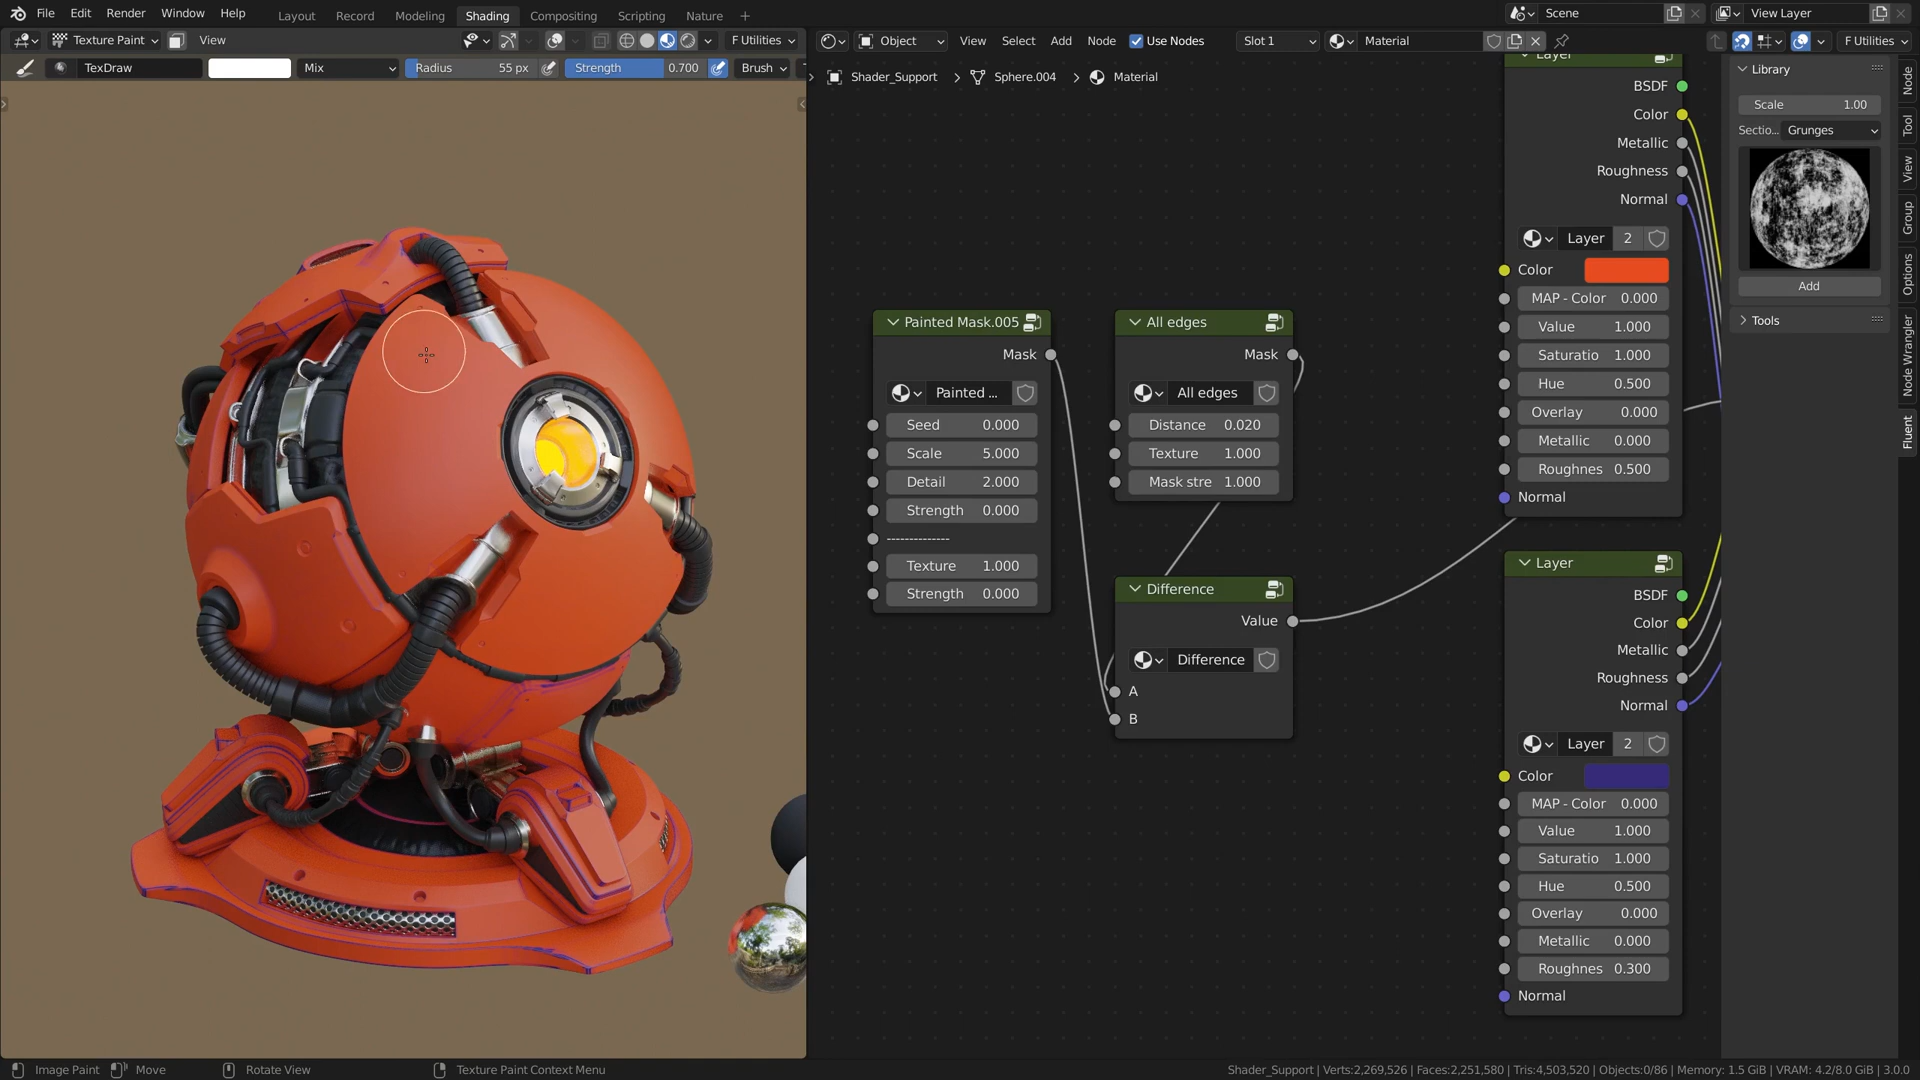 File Edit Render Window Help Layout Record Modeling Shading Compositing Scripting Nature + Scene View Layer
Texture Paint View F Utilities Object View Select Add Node Use Nodes Slot 1 Material F Utilities
TexDraw Mix Radius 55 px Strength 0.700 Brush
Shader_Support > Sphere.004 > Material
Painted Mask.005
Mask
Painted ...
Seed 0.000
Scale 5.000
Detail 2.000
Strength 0.000
--------------
Texture 1.000
Strength 0.000
All edges
Mask
All edges
Distance 0.020
Texture 1.000
Mask stre 1.000
Difference
Value
Difference
A
B
Layer
BSDF
Color
Metallic
Roughness
Normal
Layer 2
Color
MAP - Color 0.000
Value 1.000
Saturatio 1.000
Hue 0.500
Overlay 0.000
Metallic 0.000
Roughnes 0.500
Normal
Layer
BSDF
Color
Metallic
Roughness
Normal
Layer 2
Color
MAP - Color 0.000
Value 1.000
Saturatio 1.000
Hue 0.500
Overlay 0.000
Metallic 0.000
Roughnes 0.300
Normal
Library
Scale 1.00
Sectio... Grunges
Add
Tools
Node
Tool
View
Group
Options
Node Wrangler
Fluent
Image Paint Move Rotate View Texture Paint Context Menu Shader_Support | Verts:2,269,526 | Faces:2,251,580 | Tris:4,503,520 | Objects:0/86 | Memory: 1.5 GiB | VRAM: 4.2/8.0 GiB | 3.0.0